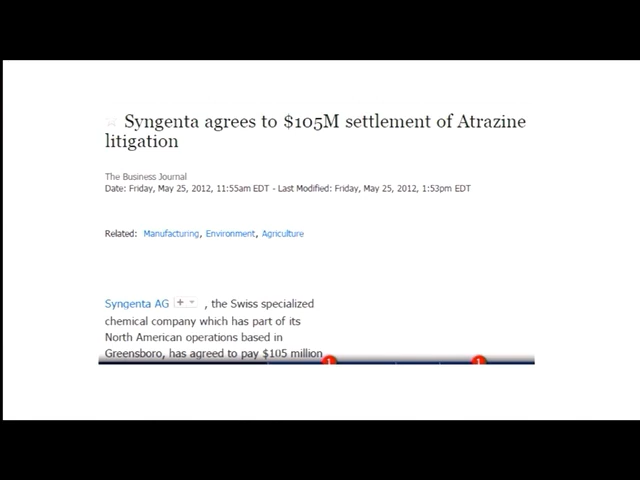 Syngenta agrees to $105M settlement of Atrazine
litigation
The Business Journal
Date: Friday, May 25, 2012, 11:55am EDT - Last Modified: Friday, May 25, 2012, 1:53pm EDT
Related: Manufacturing, Environment, Agriculture
Syngenta AG + , the Swiss specialized
chemical company which has part of its
North American operations based in
Greensboro, has agreed to pay $105 million
1 1